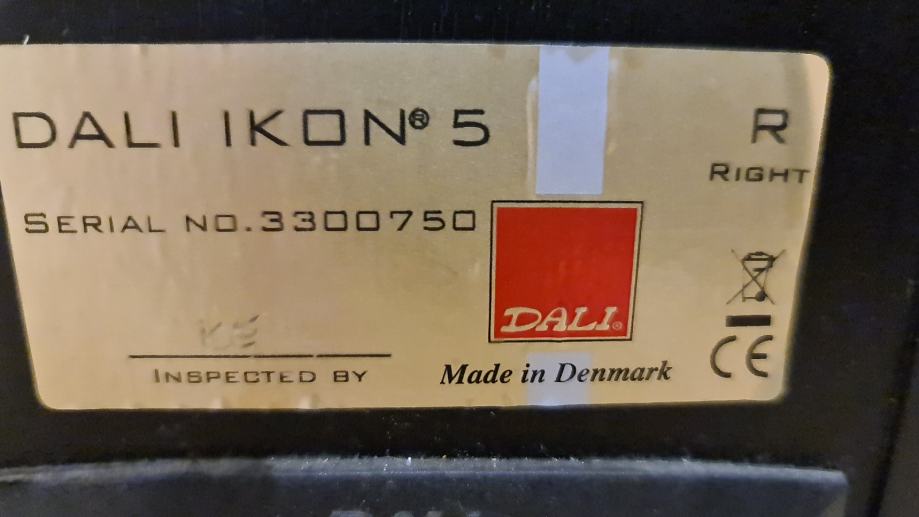 DALI IKON® 5
R
RIGHT
SERIAL NO.3300750
DALI®
INSPECTED BY
Made in Denmark
CE